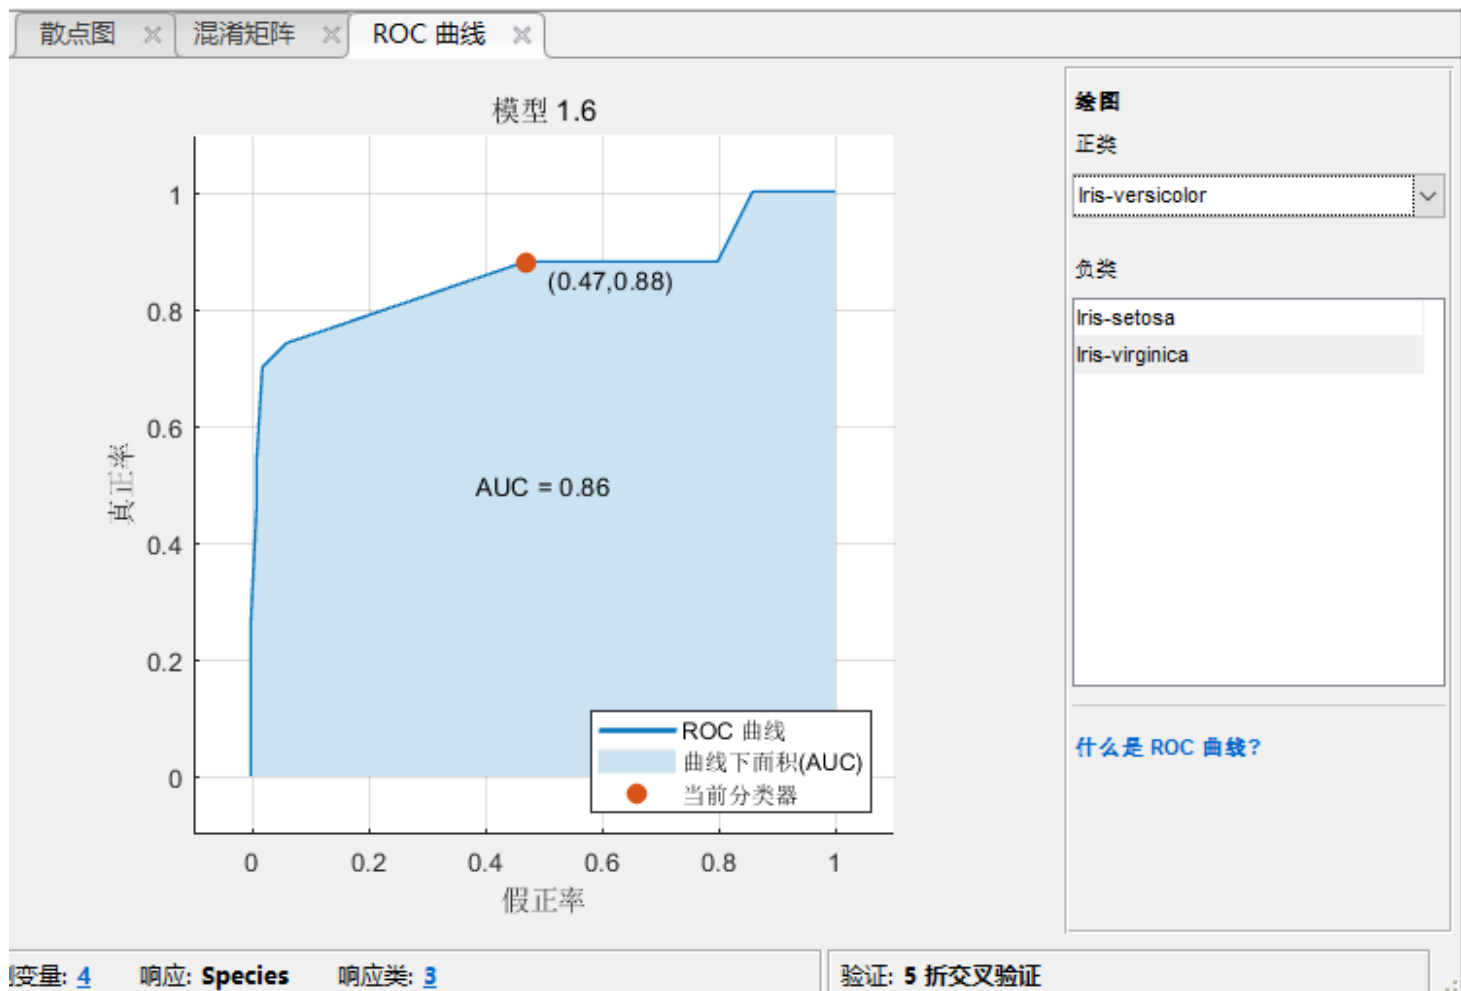 散点图 混淆矩阵 ROC 曲线
模型 1.6
1
0.8
0.6
0.4
0.2
0
真正率
(0.47,0.88)
AUC = 0.86
ROC 曲线
曲线下面积(AUC)
当前分类器
0 0.2 0.4 0.6 0.8 1
假正率
绘图
正类
Iris-versicolor
负类
Iris-setosa
Iris-virginica
什么是 ROC 曲线?
变量: 4 响应: Species 响应类: 3
验证: 5 折交叉验证